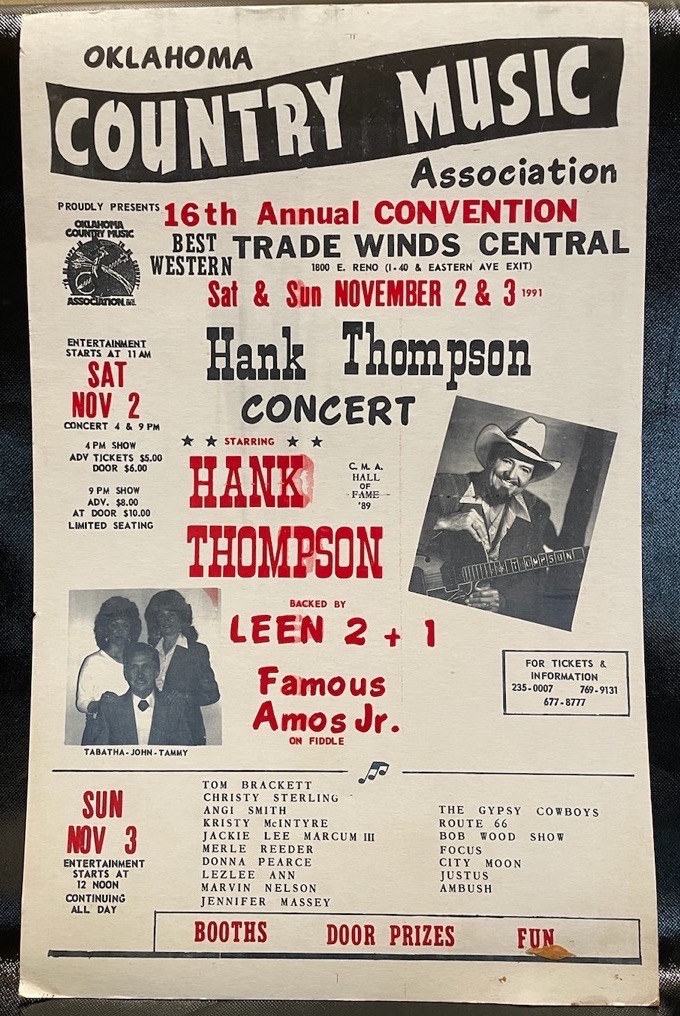 OKLAHOMA
COUNTRY MUSIC
Association
PROUDLY PRESENTS 16th Annual CONVENTION
OKLAHOMA
COUNTRY MUSIC
ASSOCIATION, INC.
BEST WESTERN TRADE WINDS CENTRAL
1800 E. RENO (I-40 & EASTERN AVE EXIT)
Sat & Sun NOVEMBER 2 & 3 1991
ENTERTAINMENT
STARTS AT 11 AM
SAT
NOV 2
CONCERT 4 & 9 PM
4 PM SHOW
ADV TICKETS $5.00
DOOR $6.00
9 PM SHOW
ADV. $8.00
AT DOOR $10.00
LIMITED SEATING
Hank Thompson
CONCERT
★ ★ STARRING ★ ★
HANK
THOMPSON
C. M. A.
HALL
OF
FAME
'89
THOMPSON
BACKED BY
LEEN 2 + 1
Famous
Amos Jr.
ON FIDDLE
TABATHA - JOHN - TAMMY
FOR TICKETS &
INFORMATION
235-0007 769-9131
677-8777
SUN
NOV 3
ENTERTAINMENT
STARTS AT
12 NOON
CONTINUING
ALL DAY
TOM BRACKETT
CHRISTY STERLING
ANGI SMITH
KRISTY McINTYRE
JACKIE LEE MARCUM III
MERLE REEDER
DONNA PEARCE
LEZLEE ANN
MARVIN NELSON
JENNIFER MASSEY
THE GYPSY COWBOYS
ROUTE 66
BOB WOOD SHOW
FOCUS
CITY MOON
JUSTUS
AMBUSH
BOOTHS DOOR PRIZES FUN